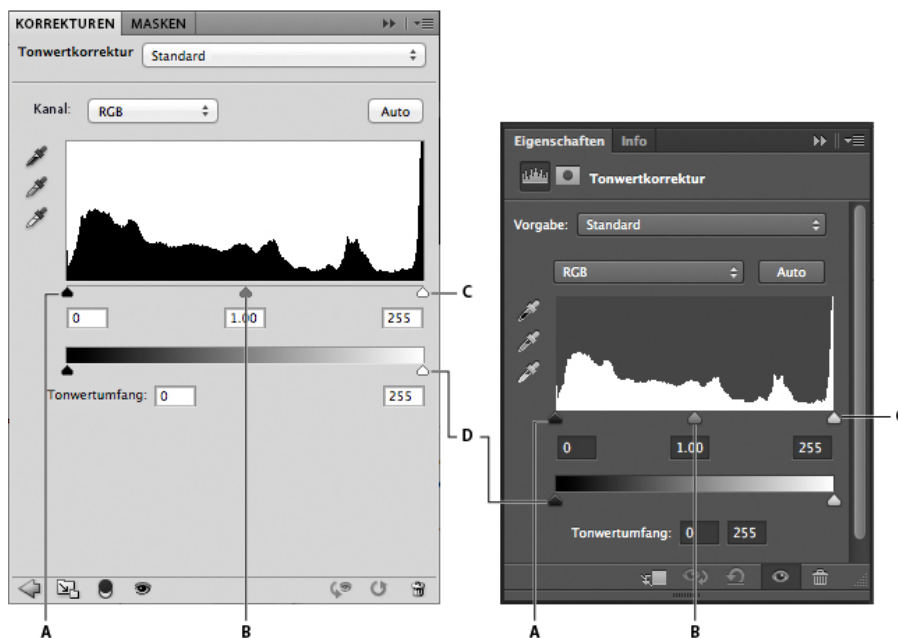 KORREKTUREN MASKEN
Tonwertkorrektur Standard
Kanal: RGB Auto
C
0 1.00 255
Tonwertumfang: 0 255
D
A B
Eigenschaften Info
Tonwertkorrektur
Vorgabe: Standard
RGB Auto
0 1.00 255
Tonwertumfang: 0 255
A B